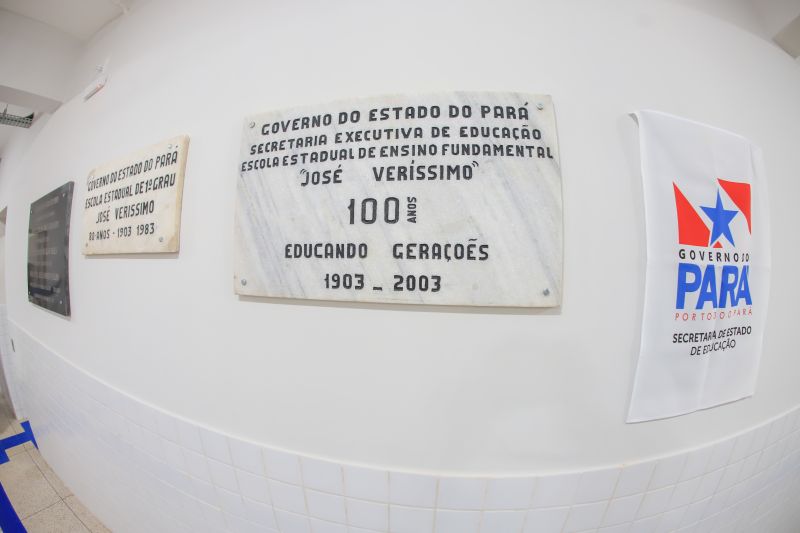 GOVERNO DO ESTADO DO PARÁ
ESCOLA ESTADUAL DE 1º GRAU
JOSÉ VERISSIMO
80 ANOS - 1903 1983
GOVERNO DO ESTADO DO PARÁ
SECRETARIA EXECUTIVA DE EDUCAÇÃO
ESCOLA ESTADUAL DE ENSINO FUNDAMENTAL
"JOSÉ VERÍSSIMO"
100 ANOS
EDUCANDO GERAÇÕES
1903 - 2003
GOVERNO DO
PARÁ
POR TODO O PARÁ
SECRETARIA DE ESTADO
DE EDUCAÇÃO